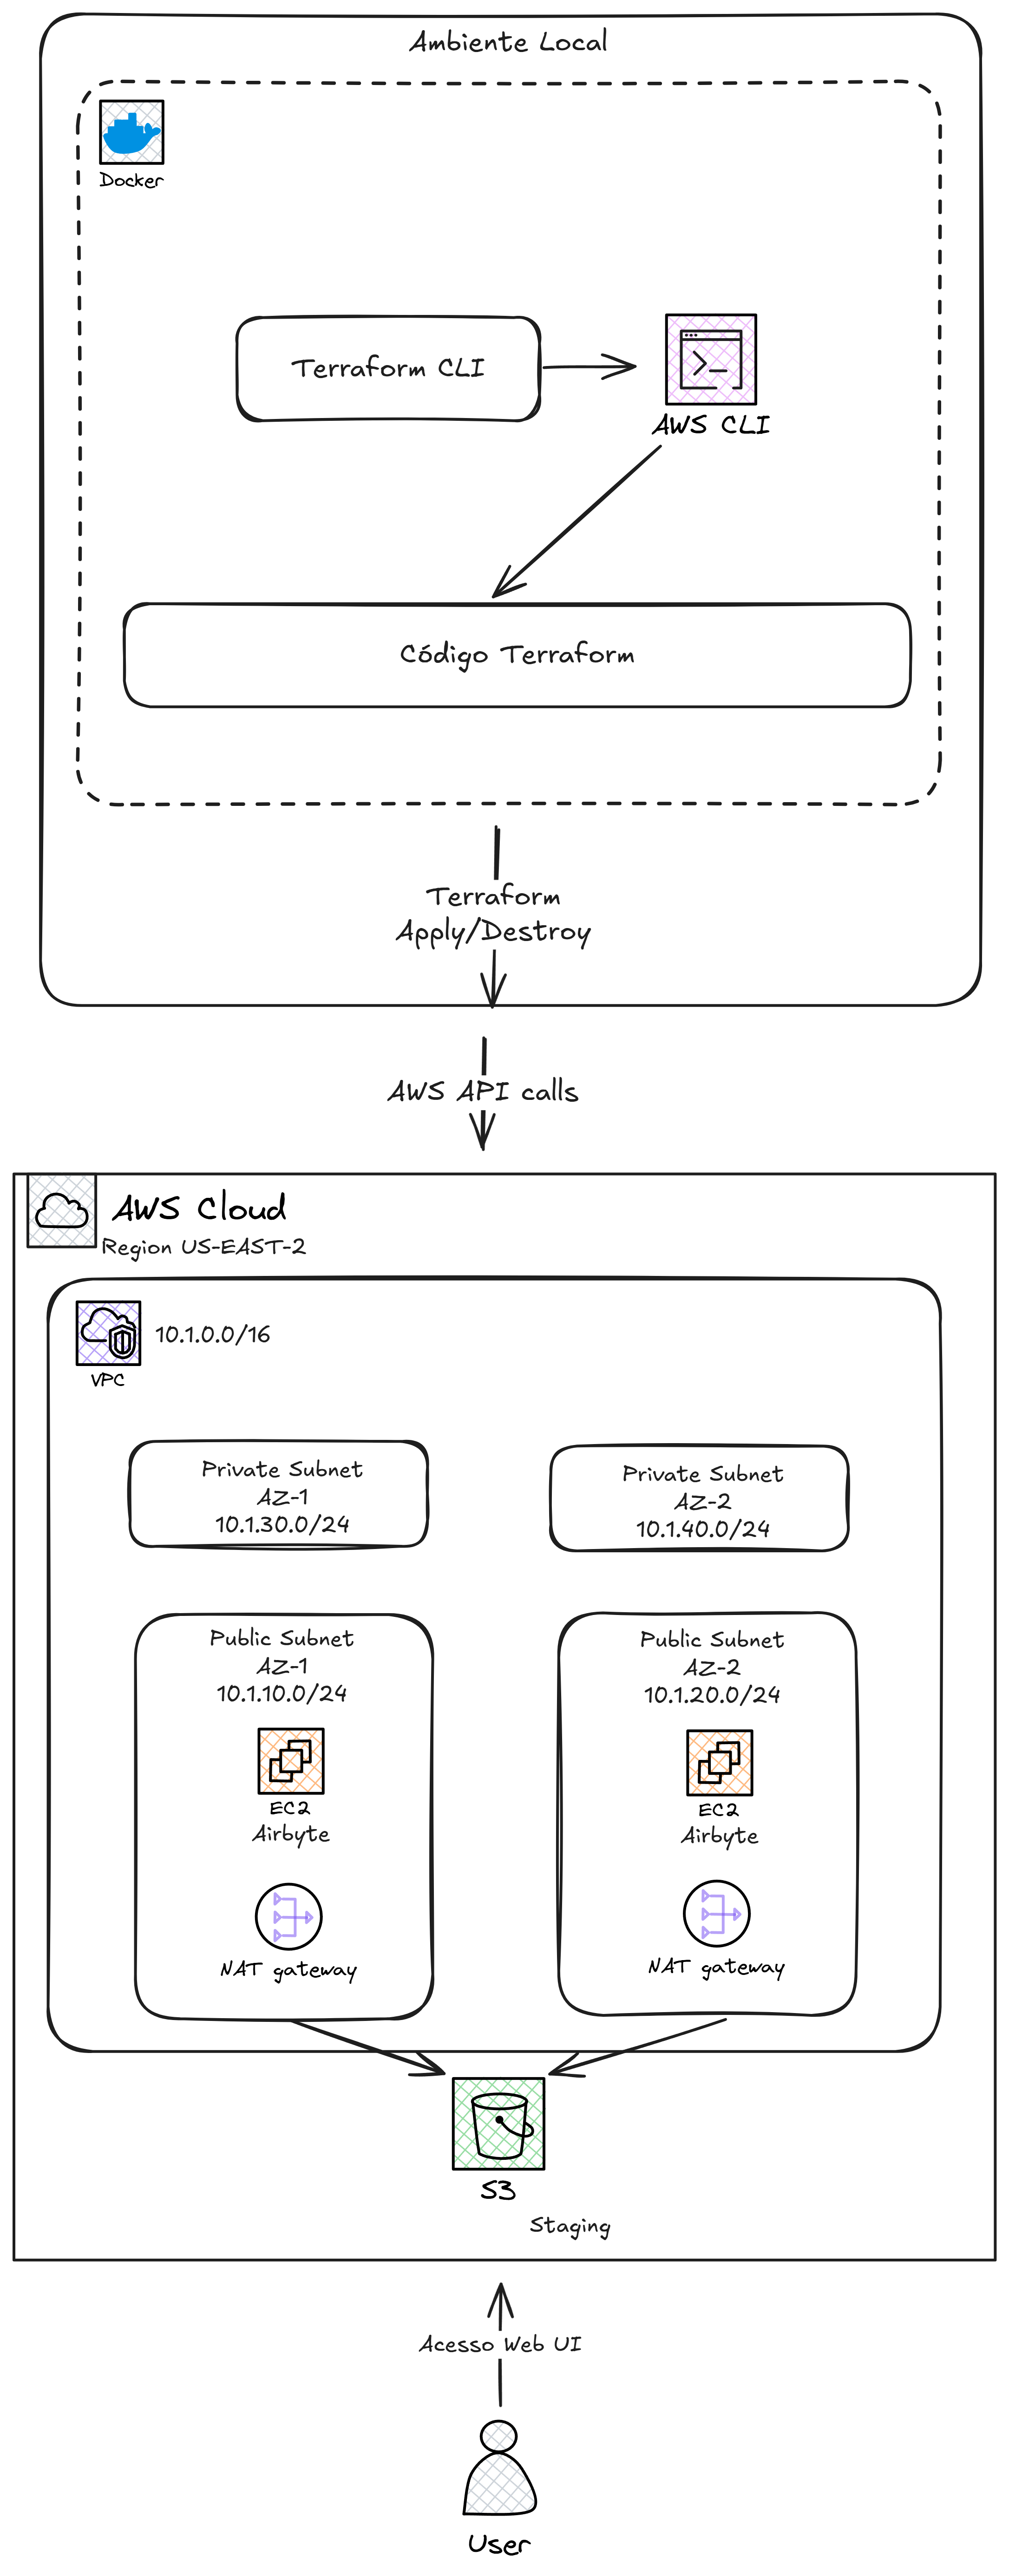 Ambiente Local
Docker
Terraform CLI
AWS CLI
Código Terraform
Terraform
Apply/Destroy
AWS API calls
AWS Cloud
Region US-EAST-2
10.1.0.0/16
VPC
Private Subnet
AZ-1
10.1.30.0/24
Private Subnet
AZ-2
10.1.40.0/24
Public Subnet
AZ-1
10.1.10.0/24
EC2
Airbyte
NAT gateway
Public Subnet
AZ-2
10.1.20.0/24
EC2
Airbyte
NAT gateway
S3
Staging
Acesso Web UI
User